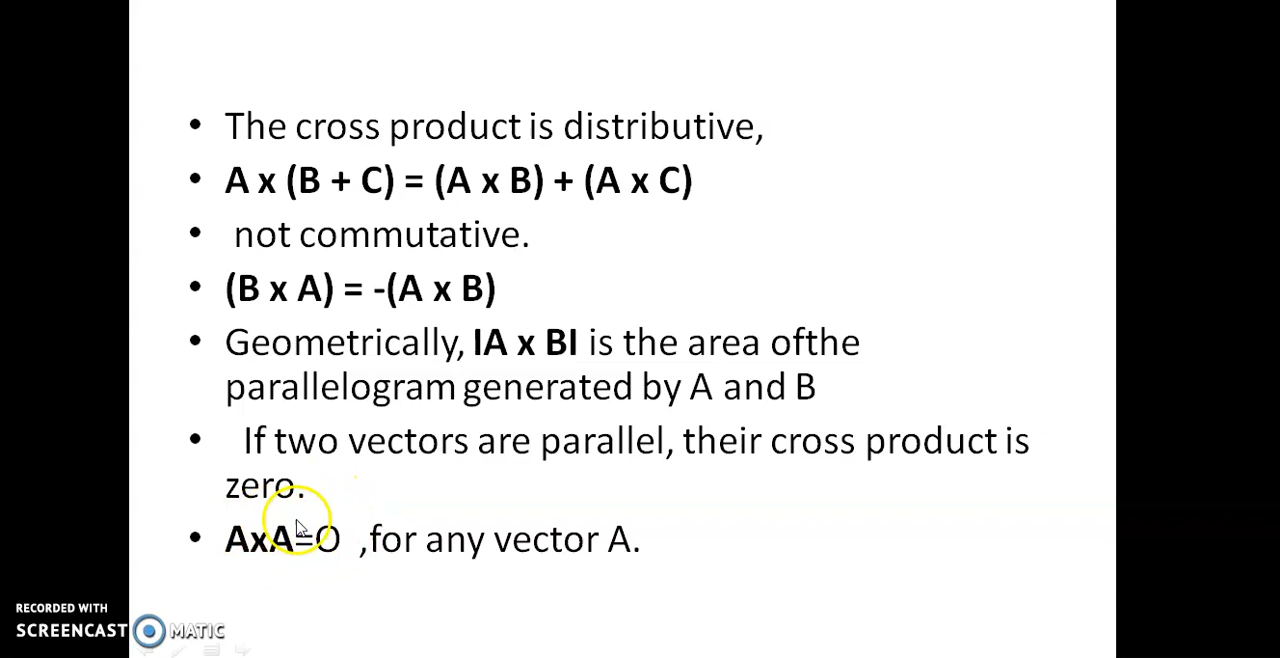 • The cross product is distributive,
• A x (B + C) = (A x B) + (A x C)
• not commutative.
• (B x A) = -(A x B)
• Geometrically, IA x BI is the area ofthe
parallelogram generated by A and B
• If two vectors are parallel, their cross product is
zero.
• AxA=O ,for any vector A.
RECORDED WITH
SCREENCAST MATIC